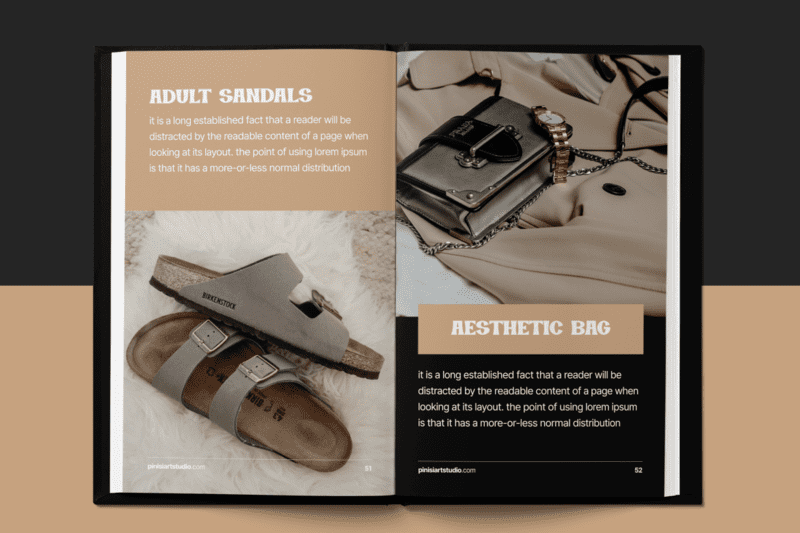 ADULT SANDALS
it is a long established fact that a reader will be
distracted by the readable content of a page when
looking at its layout. the point of using lorem ipsum
is that it has a more-or-less normal distribution
BIRKENSTOCK
pinisiartstudio.com
51
PRADA
AESTHETIC BAG
it is a long established fact that a reader will be
distracted by the readable content of a page when
looking at its layout. the point of using lorem ipsum
is that it has a more-or-less normal distribution
pinisiartstudio.com
52